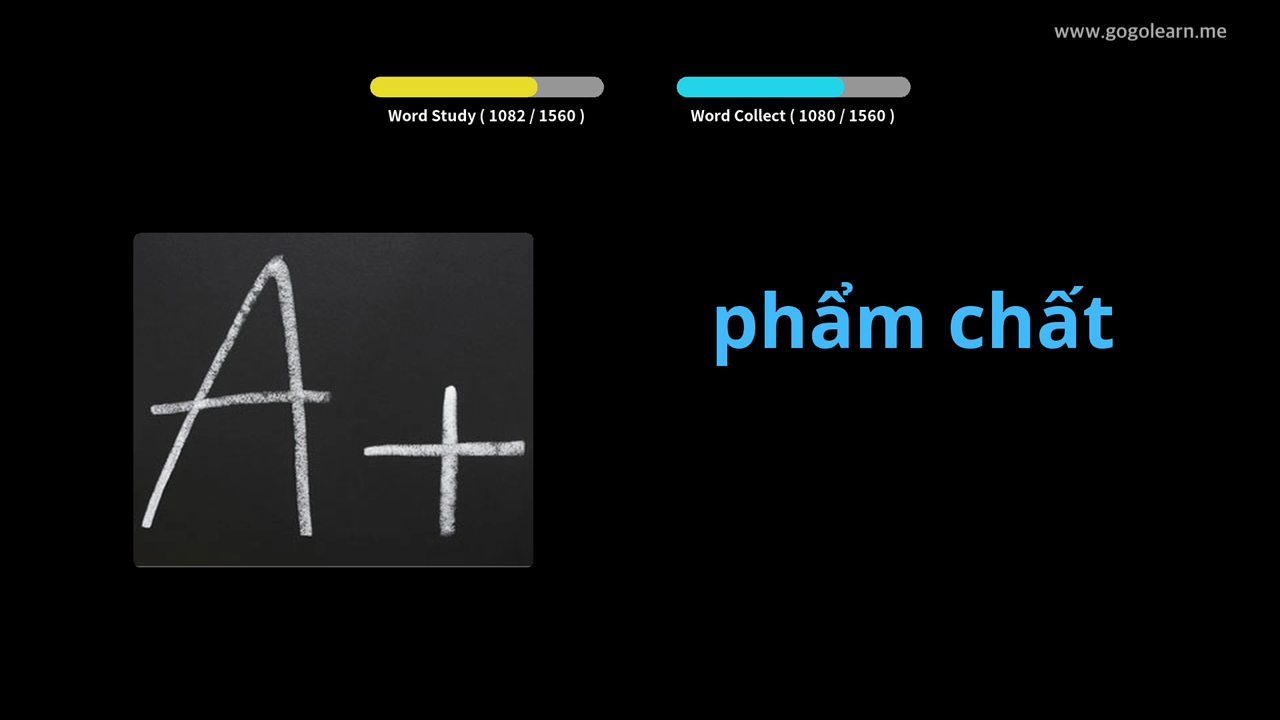 www.gogolearn.me
Word Study ( 1082 / 1560 )
Word Collect ( 1080 / 1560 )
A+
phẩm chất